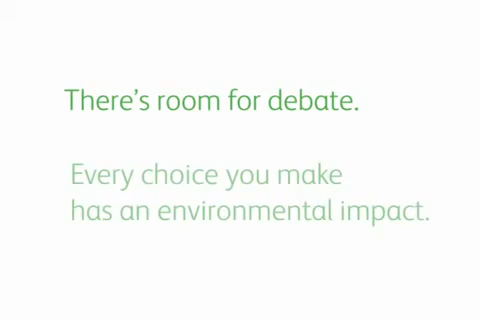 There’s room for debate.
Every choice you make
has an environmental impact.